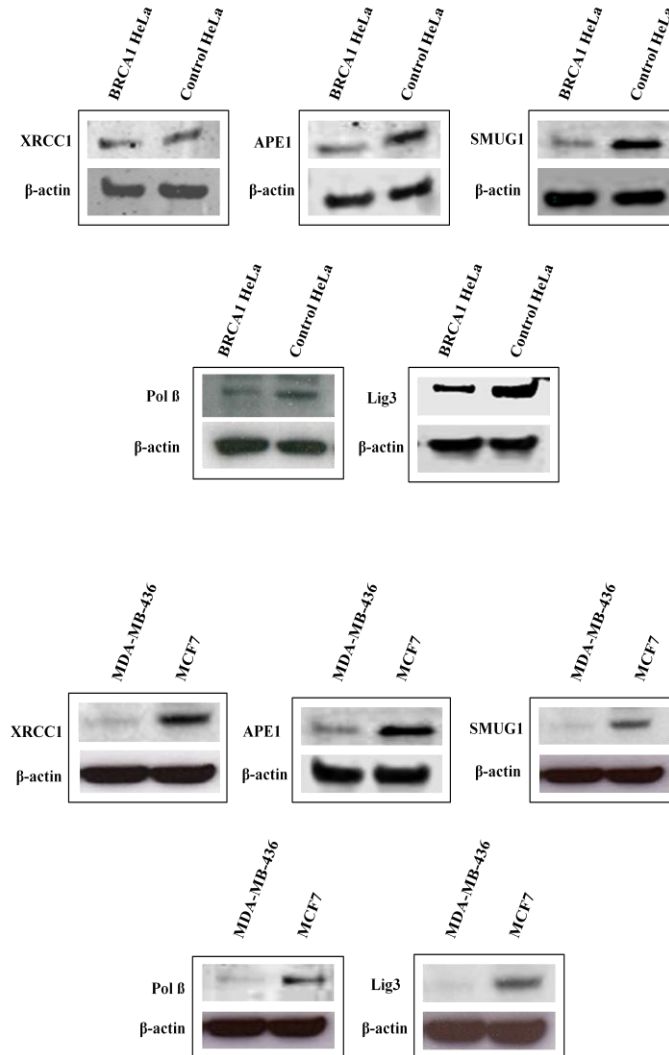 BRCA1 HeLa Control HeLa BRCA1 HeLa Control HeLa BRCA1 HeLa Control HeLa
XRCC1 APE1 SMUG1
β-actin β-actin β-actin
BRCA1 HeLa Control HeLa BRCA1 HeLa Control HeLa
Pol ß Lig3
β-actin β-actin
MDA-MB-436 MCF7 MDA-MB-436 MCF7 MDA-MB-436 MCF7
XRCC1 APE1 SMUG1
β-actin β-actin β-actin
MDA-MB-436 MCF7 MDA-MB-436 MCF7
Pol ß Lig3
β-actin β-actin